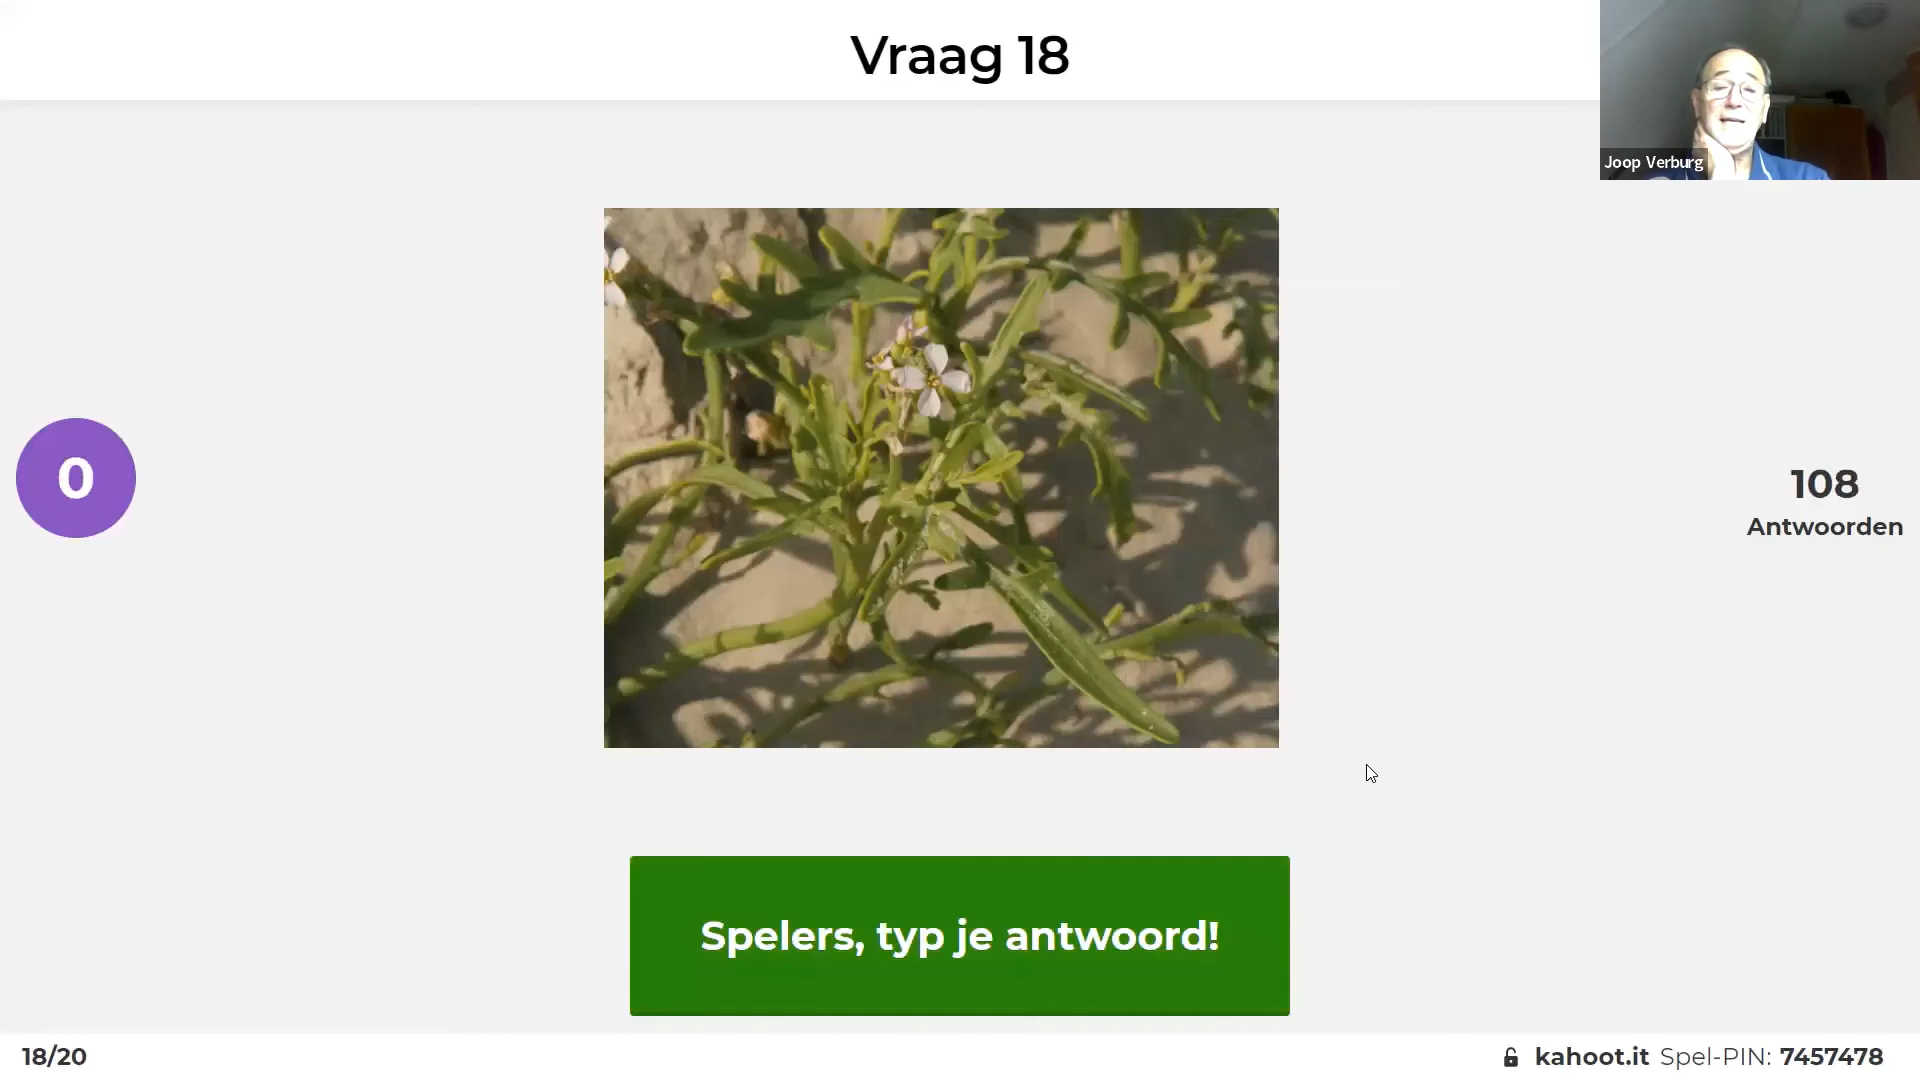 Vraag 18
Joop Verburg
0
108
Antwoorden
Spelers, typ je antwoord!
18/20
kahoot.it Spel-PIN: 7457478